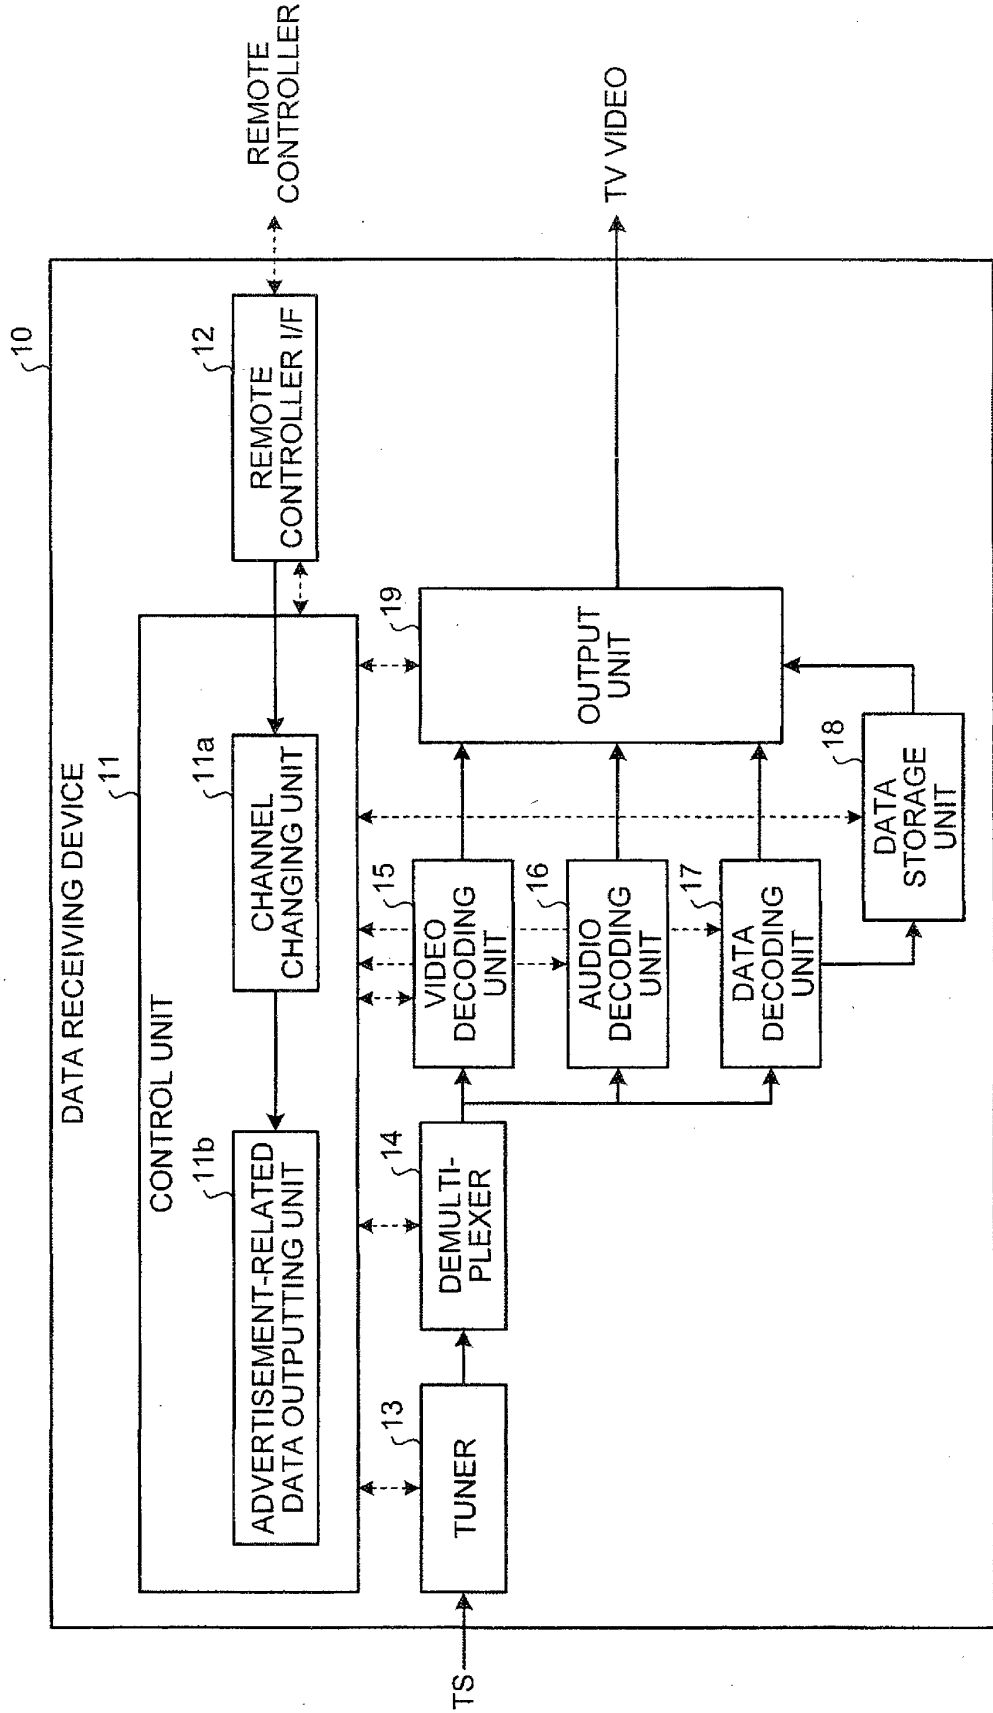 DATA RECEIVING DEVICE
10
CONTROL UNIT
11
ADVERTISEMENT-RELATED
DATA OUTPUTTING UNIT
11b
CHANNEL
CHANGING UNIT
11a
REMOTE
CONTROLLER I/F
12
REMOTE
CONTROLLER
TS
TUNER
13
DEMULTI-
PLEXER
14
VIDEO
DECODING
UNIT
15
AUDIO
DECODING
UNIT
16
DATA
DECODING
UNIT
17
DATA
STORAGE
UNIT
18
OUTPUT
UNIT
19
TV VIDEO